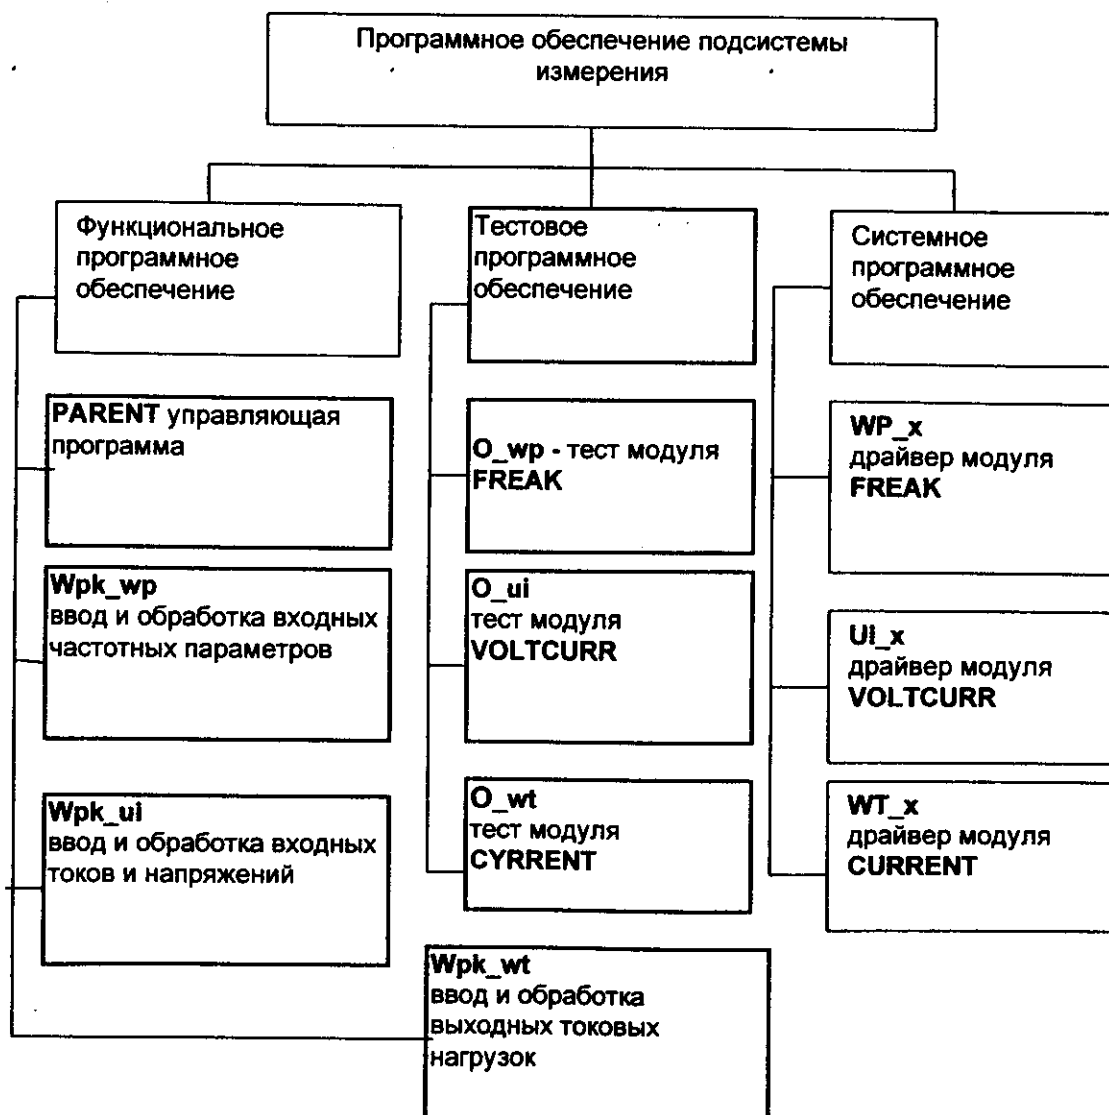 Программное обеспечение подсистемы
измерения
Функциональное
программное
обеспечение
Тестовое
программное
обеспечение
Системное
программное
обеспечение
PARENT управляющая
программа
O_wp - тест модуля
FREAK
WP_x
драйвер модуля
FREAK
Wpk_wp
ввод и обработка входных
частотных параметров
O_ui
тест модуля
VOLTCURR
UI_x
драйвер модуля
VOLTCURR
Wpk_ui
ввод и обработка входных
токов и напряжений
O_wt
тест модуля
CYRRENT
WT_x
драйвер модуля
CURRENT
Wpk_wt
ввод и обработка
выходных токовых
нагрузок